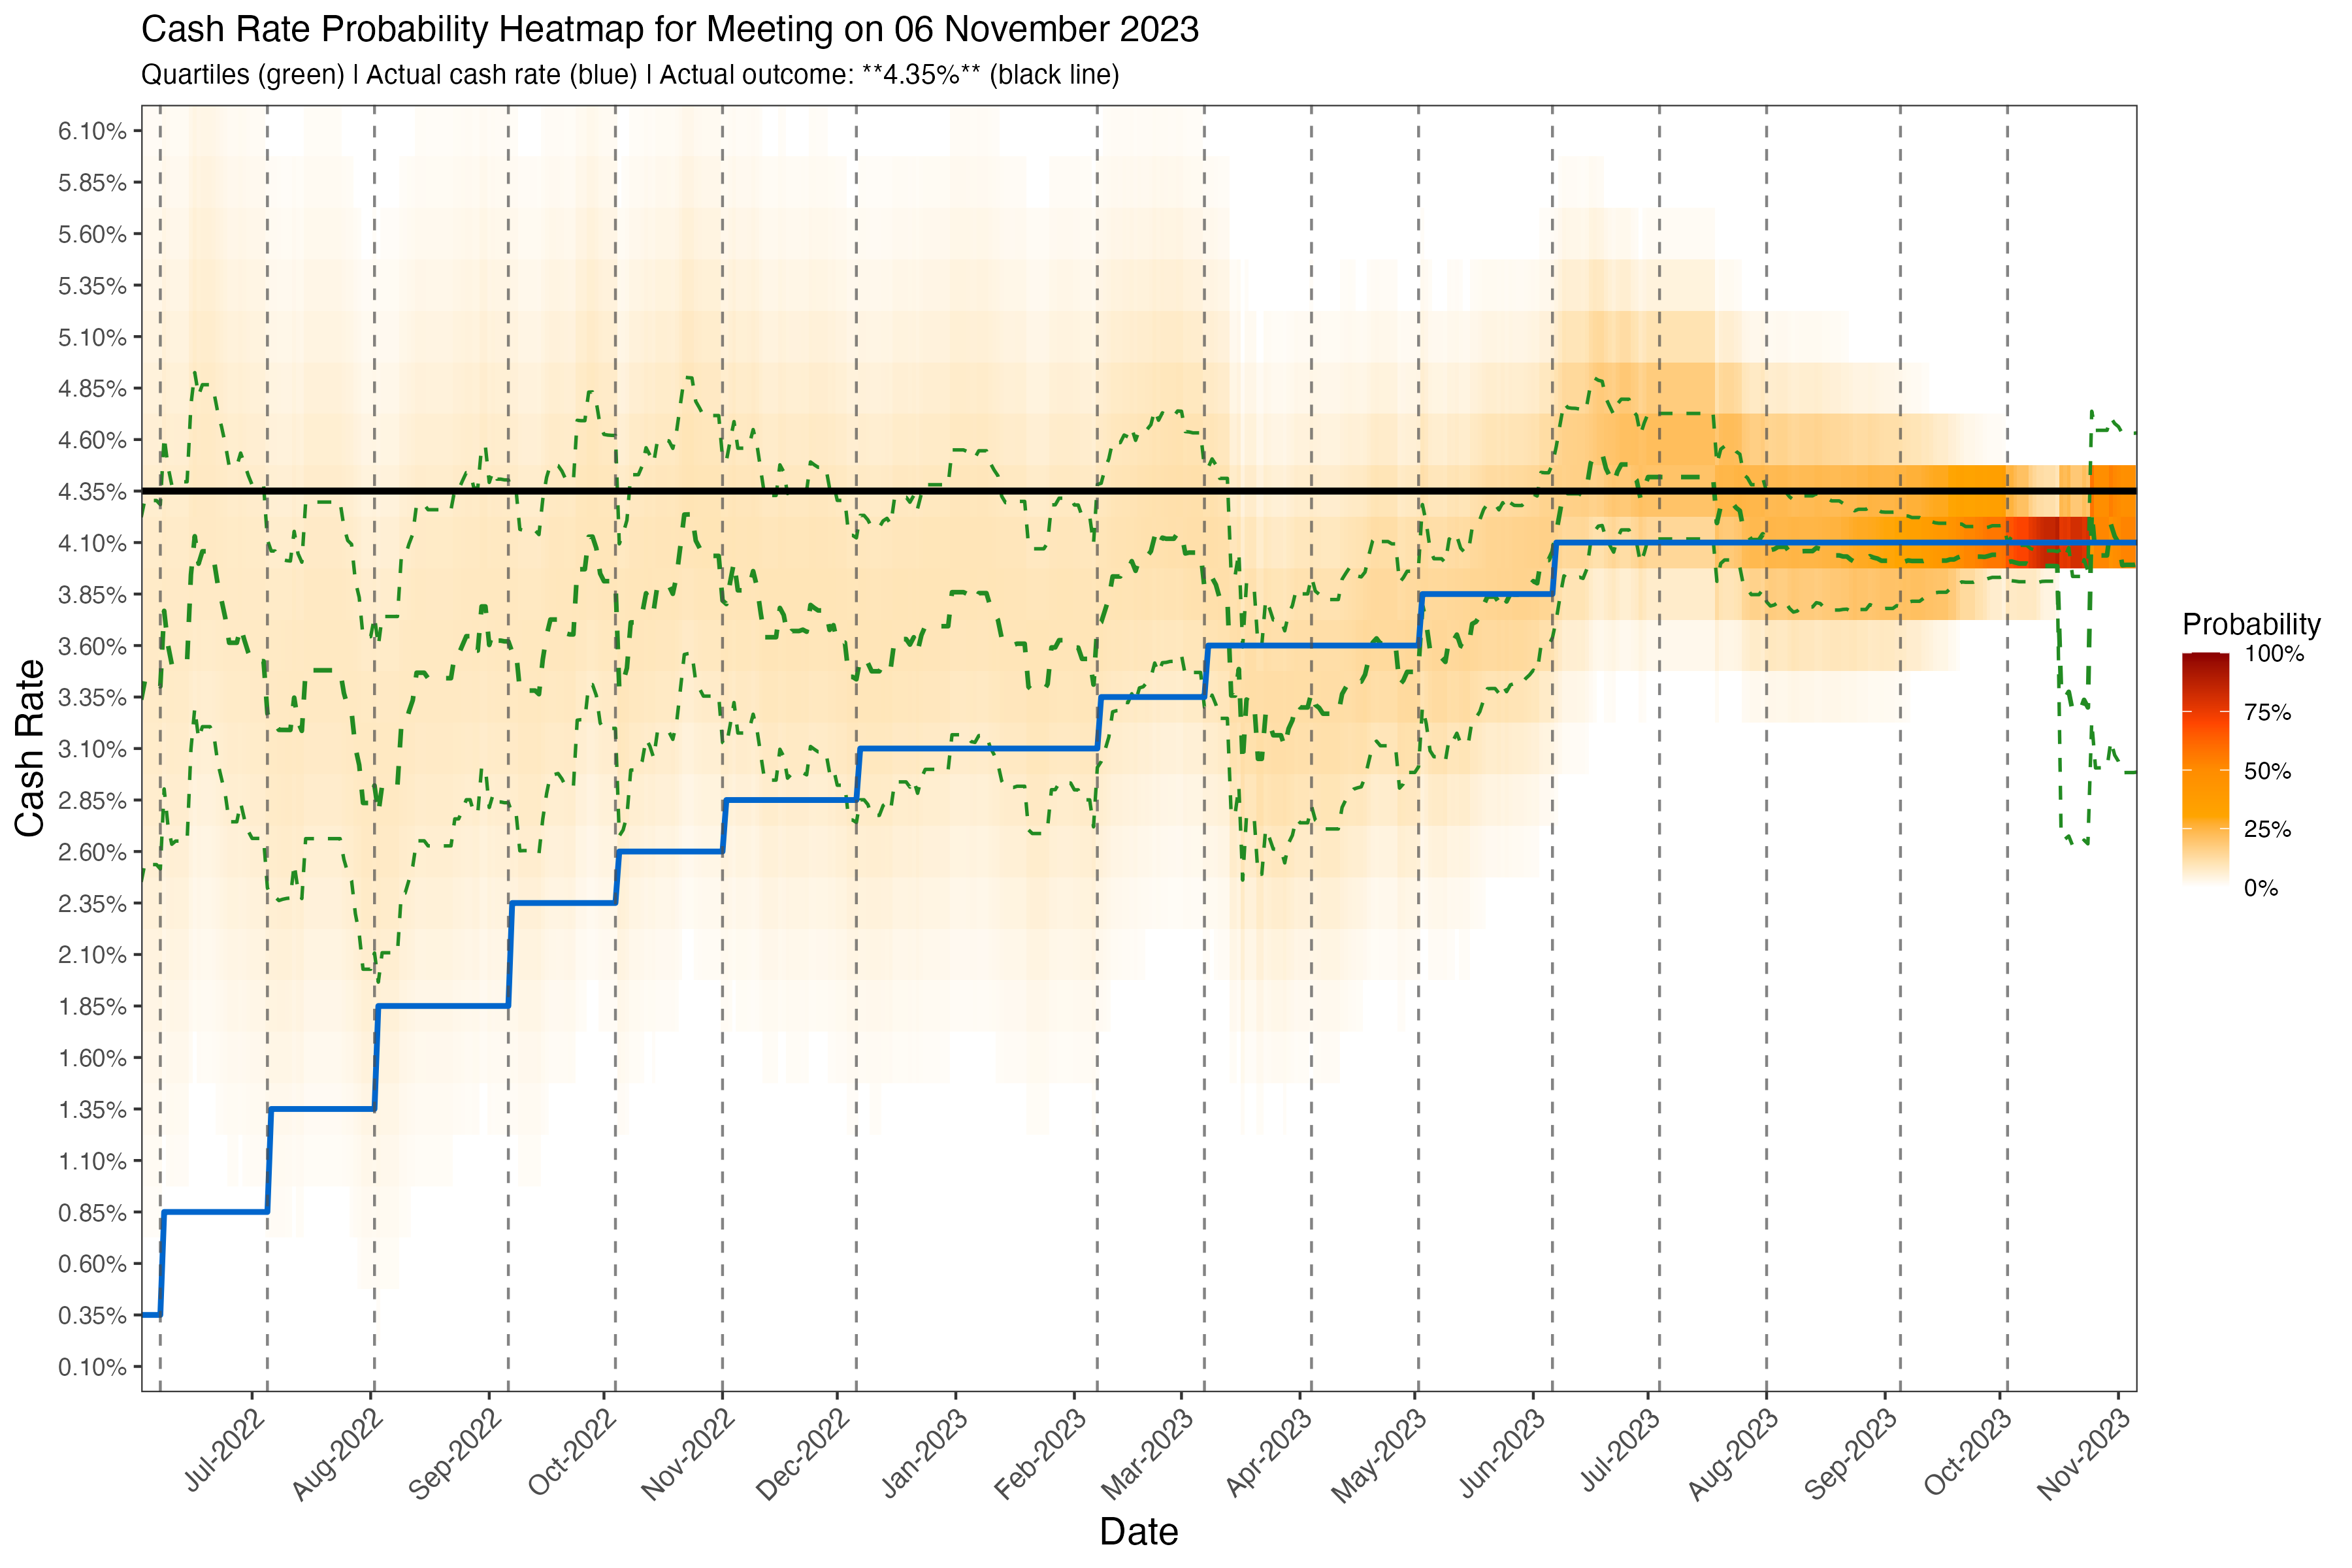 Cash Rate Probability Heatmap for Meeting on 06 November 2023
Quartiles (green) | Actual cash rate (blue) | Actual outcome: **4.35%** (black line)
Cash Rate
6.10%
5.85%
5.60%
5.35%
5.10%
4.85%
4.60%
4.35%
4.10%
3.85%
3.60%
3.35%
3.10%
2.85%
2.60%
2.35%
2.10%
1.85%
1.60%
1.35%
1.10%
0.85%
0.60%
0.35%
0.10%
Jul-2022
Aug-2022
Sep-2022
Oct-2022
Nov-2022
Dec-2022
Jan-2023
Feb-2023
Mar-2023
Apr-2023
May-2023
Jun-2023
Jul-2023
Aug-2023
Sep-2023
Oct-2023
Nov-2023
Date
Probability
100%
75%
50%
25%
0%